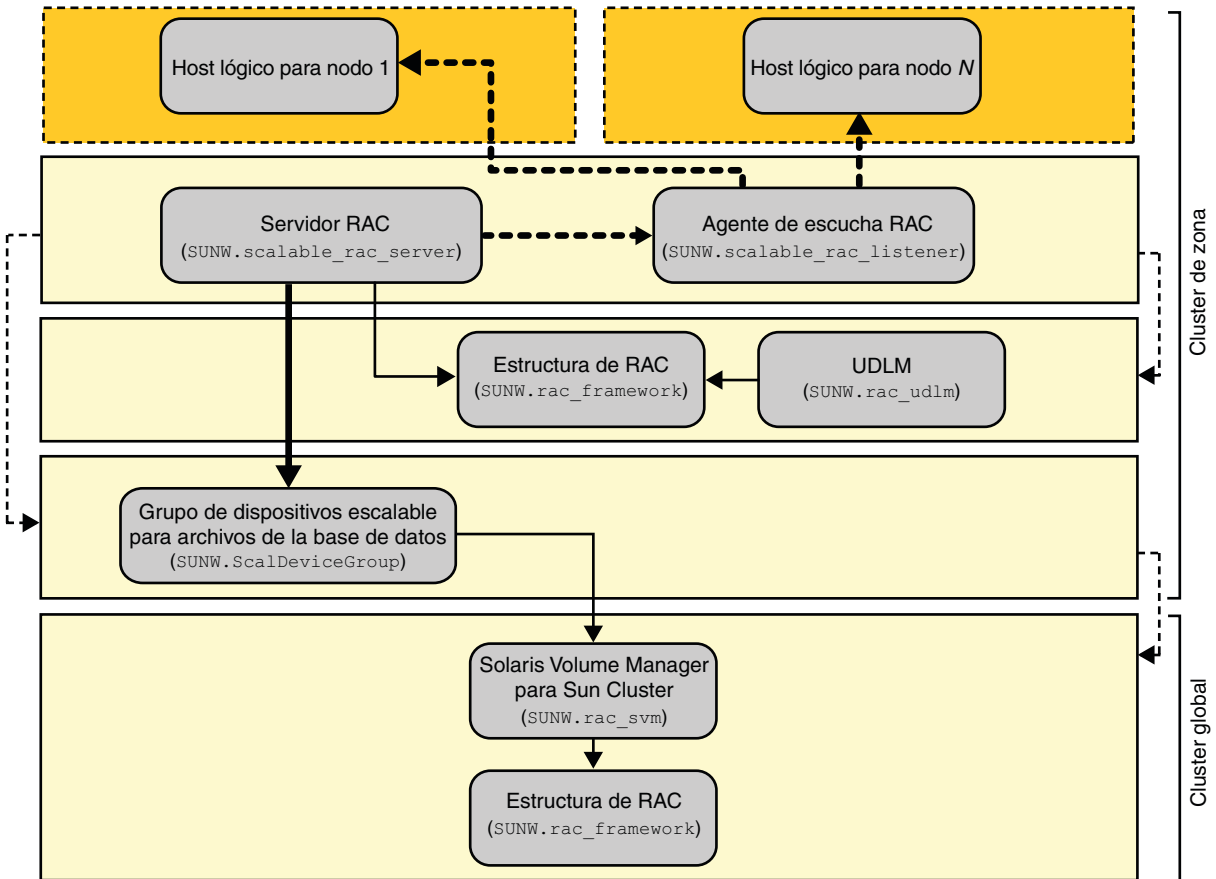 Host lógico para nodo 1
Host lógico para nodo N
Servidor RAC
(SUNW.scalable_rac_server)
Agente de escucha RAC
(SUNW.scalable_rac_listener)
Estructura de RAC
(SUNW.rac_framework)
UDLM
(SUNW.rac_udlm)
Cluster de zona
Grupo de dispositivos escalable
para archivos de la base de datos
(SUNW.ScalDeviceGroup)
Solaris Volume Manager
para Sun Cluster
(SUNW.rac_svm)
Estructura de RAC
(SUNW.rac_framework)
Cluster global